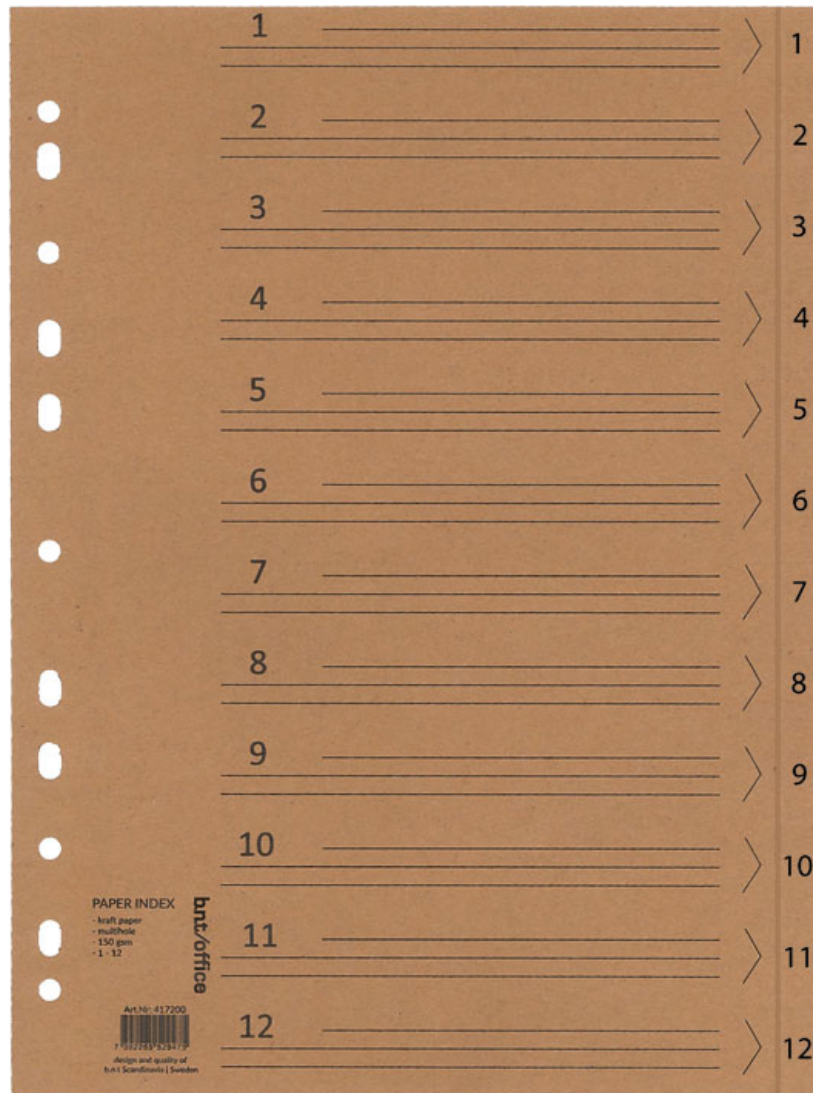 1 1
2 2
3 3
4 4
5 5
6 6
7 7
8 8
9 9
10 10
PAPER INDEX
- kraft paper
- multihole
- 150 gsm
- 1 - 12
b.n.t/office
11 11
Art.Nr: 417200
12 12
design and quality of
b.n.t Scandinavia | Sweden